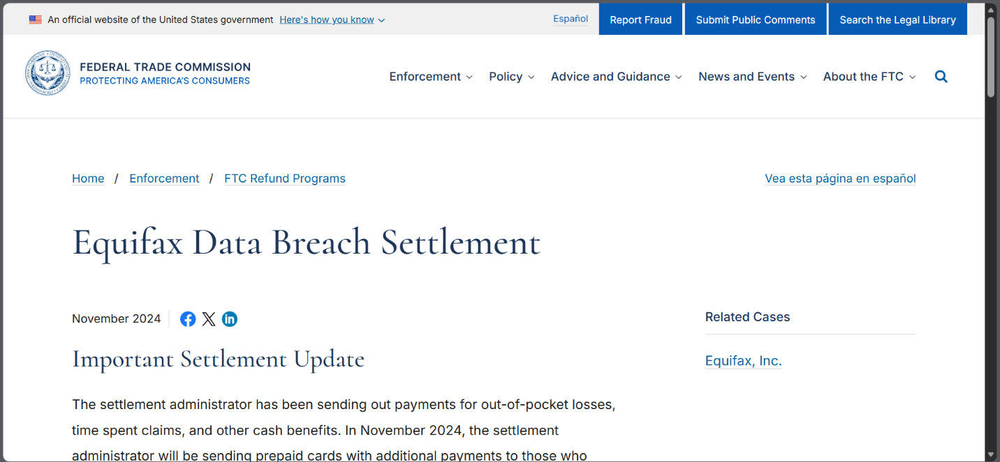 An official website of the United States government Here's how you know
Español
Report Fraud
Submit Public Comments
Search the Legal Library
FEDERAL TRADE COMMISSION
PROTECTING AMERICA'S CONSUMERS
Enforcement
Policy
Advice and Guidance
News and Events
About the FTC
Home / Enforcement / FTC Refund Programs
Vea esta página en español
Equifax Data Breach Settlement
November 2024
Related Cases
Important Settlement Update
Equifax, Inc.
The settlement administrator has been sending out payments for out-of-pocket losses,
time spent claims, and other cash benefits. In November 2024, the settlement
administrator will be sending prepaid cards with additional payments to those who